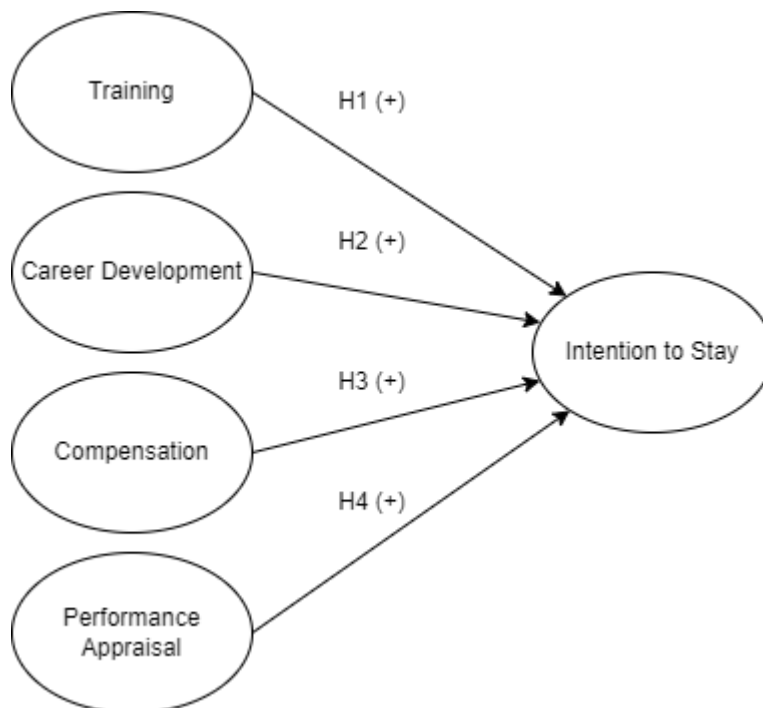 Training
H1 (+)
Career Development
H2 (+)
Intention to Stay
Compensation
H3 (+)
Performance
Appraisal
H4 (+)